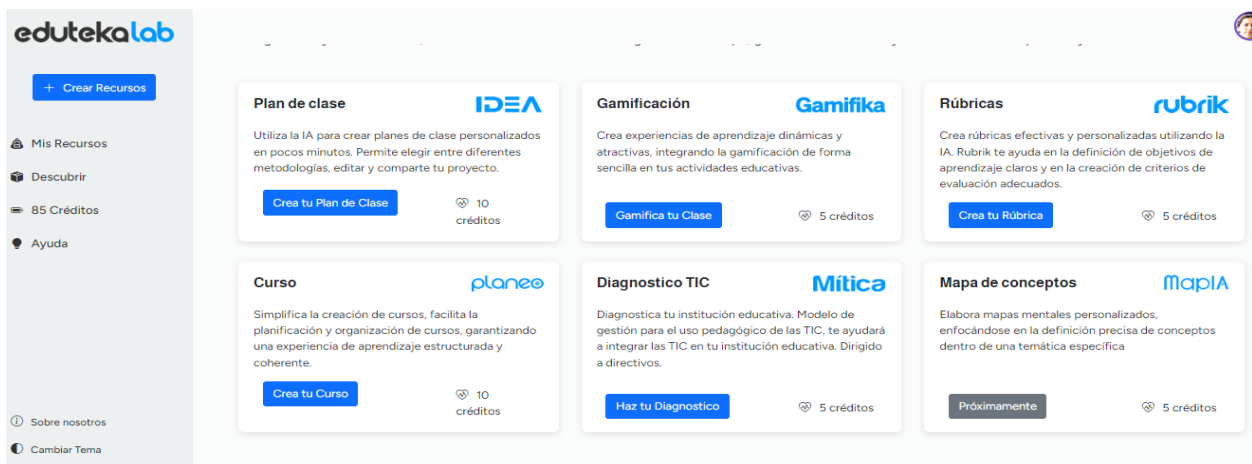 edutekalab
+ Crear Recursos
Mis Recursos
Descubrir
85 Créditos
Ayuda
Sobre nosotros
Cambiar Tema
Plan de clase
IDEA
Utiliza la IA para crear planes de clase personalizados
en pocos minutos. Permite elegir entre diferentes
metodologías, editar y comparte tu proyecto.
Crea tu Plan de Clase
10
créditos
Gamificación
Gamifika
Crea experiencias de aprendizaje dinámicas y
atractivas, integrando la gamificación de forma
sencilla en tus actividades educativas.
Gamifica tu Clase
5 créditos
Rúbricas
rubrik
Crea rúbricas efectivas y personalizadas utilizando la
IA. Rubrik te ayuda en la definición de objetivos de
aprendizaje claros y en la creación de criterios de
evaluación adecuados.
Crea tu Rúbrica
5 créditos
Curso
planeo
Simplifica la creación de cursos, facilita la
planificación y organización de cursos, garantizando
una experiencia de aprendizaje estructurada y
coherente.
Crea tu Curso
10
créditos
Diagnostico TIC
Mítica
Diagnostica tu institución educativa. Modelo de
gestión para el uso pedagógico de las TIC, te ayudará
a integrar las TIC en tu institución educativa. Dirigido
a directivos.
Haz tu Diagnostico
5 créditos
Mapa de conceptos
MapIA
Elabora mapas mentales personalizados,
enfocándose en la definición precisa de conceptos
dentro de una temática específica
Próximamente
5 créditos